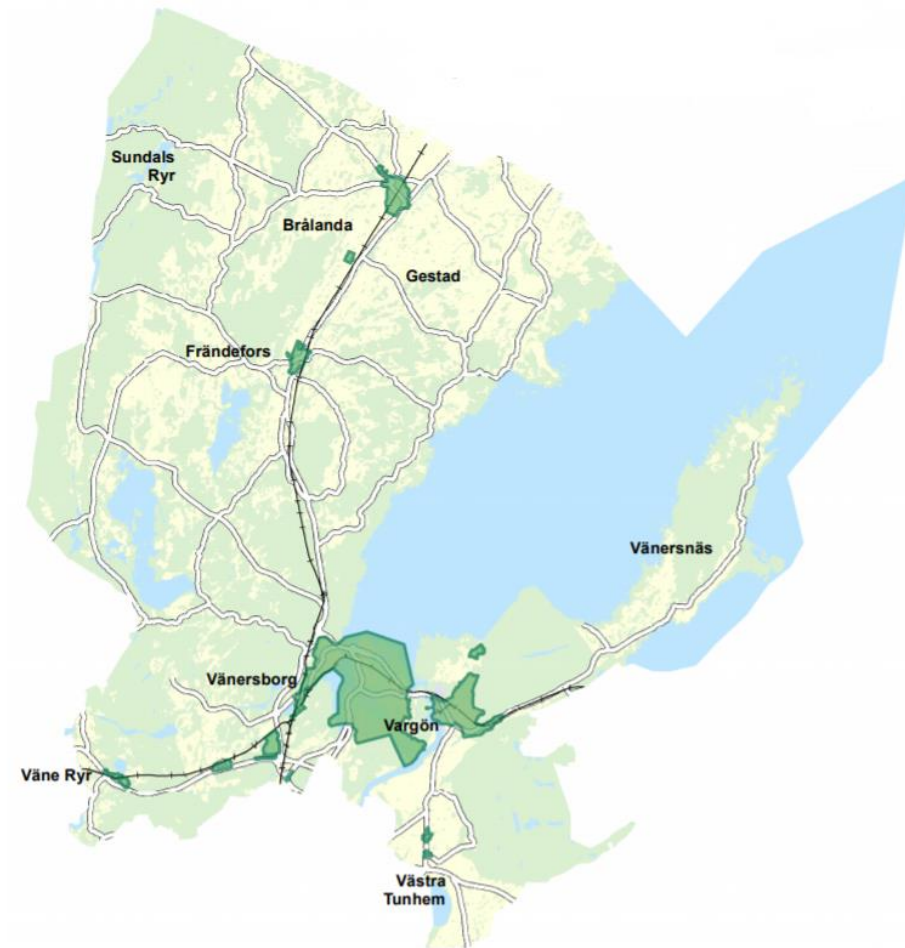 Sundals
Ryr
Brålanda
Gestad
Frändefors
Vänersnäs
Vänersborg
Vargön
Väne Ryr
Västra
Tunhem